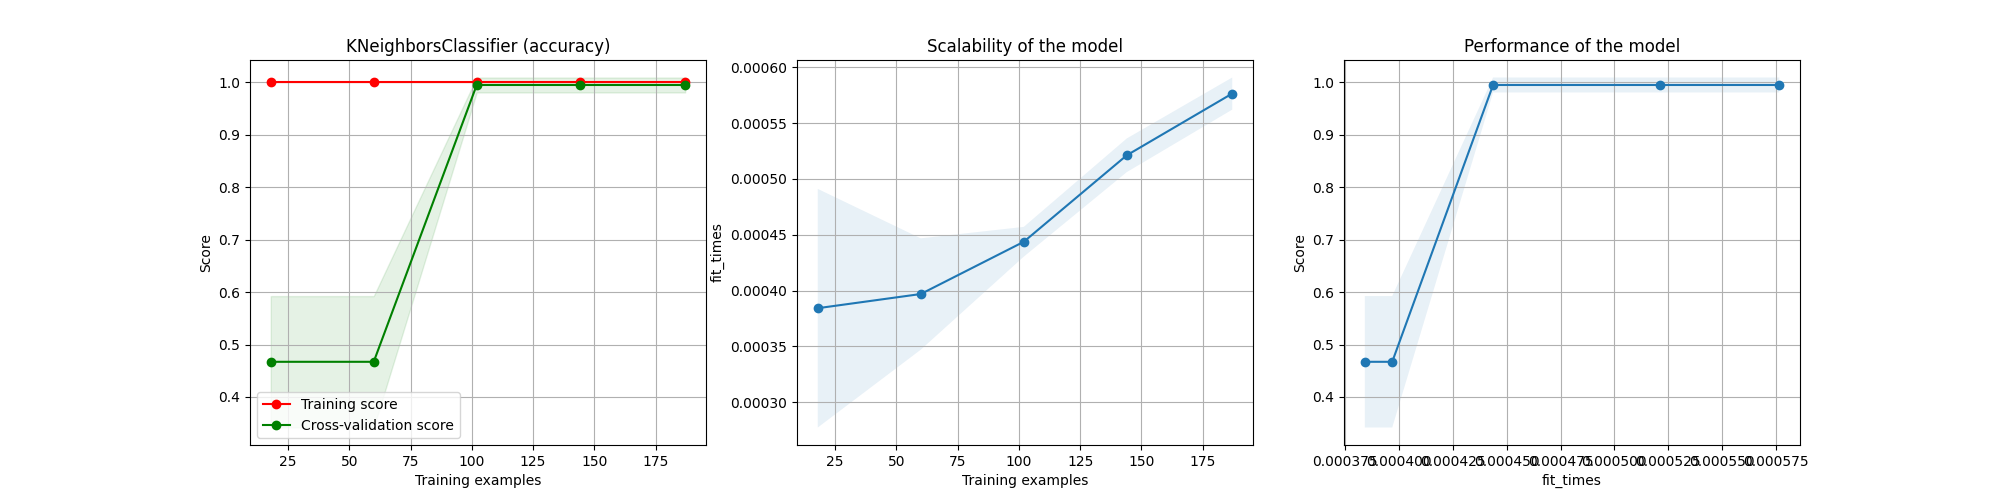 KNeighborsClassifier (accuracy)
Score
1.0
0.9
0.8
0.7
0.6
0.5
0.4
Training score
Cross-validation score
25 50 75 100 125 150 175
Training examples
Scalability of the model
fit_times
0.00060
0.00055
0.00050
0.00045
0.00040
0.00035
0.00030
25 50 75 100 125 150 175
Training examples
Performance of the model
Score
1.0
0.9
0.8
0.7
0.6
0.5
0.4
0.000375 0.000400 0.000425 0.000450 0.000475 0.000500 0.000525 0.000550 0.000575
fit_times